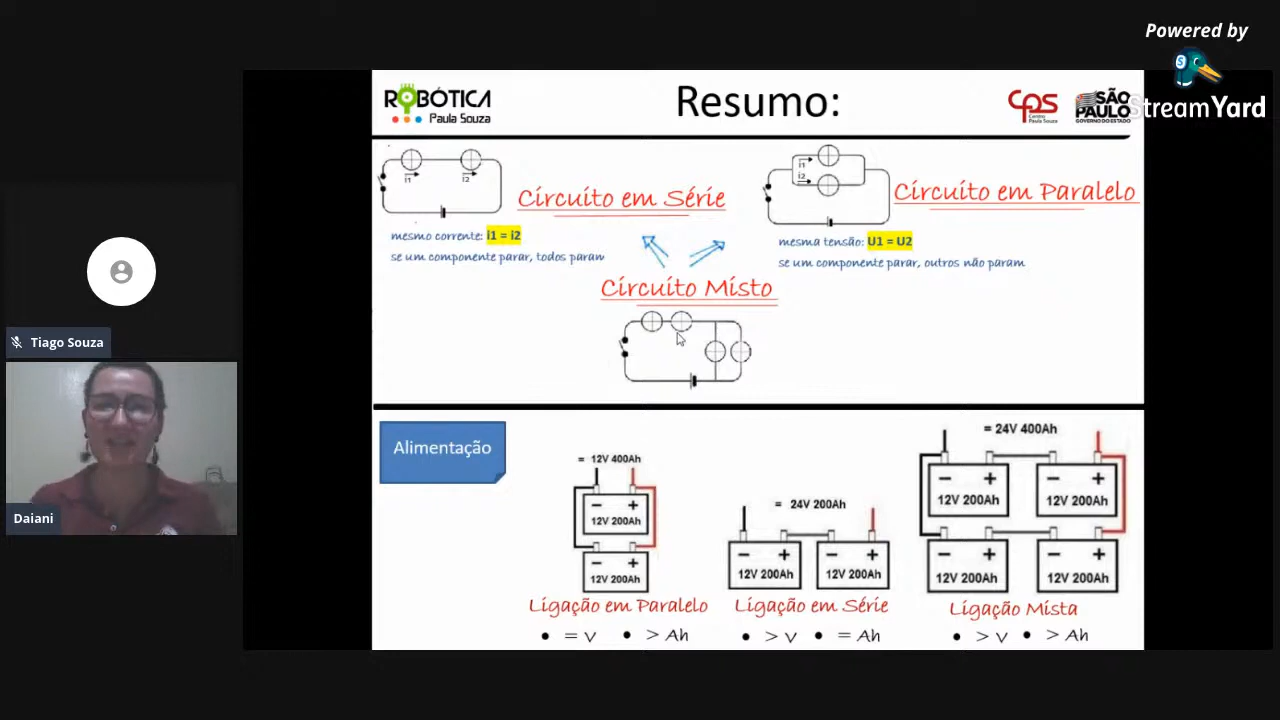 Powered by
StreamYard
ROBÓTICA
Paula Souza
Resumo:
cps
Centro
Paula Souza
SÃO
PAULO
GOVERNO DO ESTADO
i1
i2
Circuito em Série
mesmo corrente: i1 = i2
se um componente parar, todos param
i1
i2
Circuito em Paralelo
mesma tensão: U1 = U2
se um componente parar, outros não param
Circuito Misto
Tiago Souza
Daiani
Alimentação
= 12V 400Ah
− +
12V 200Ah
− +
12V 200Ah
Ligação em Paralelo
• = V • > Ah
= 24V 200Ah
− + − +
12V 200Ah 12V 200Ah
Ligação em Série
• > V • = Ah
= 24V 400Ah
− + − +
12V 200Ah 12V 200Ah
− + − +
12V 200Ah 12V 200Ah
Ligação Mista
• > V • > Ah